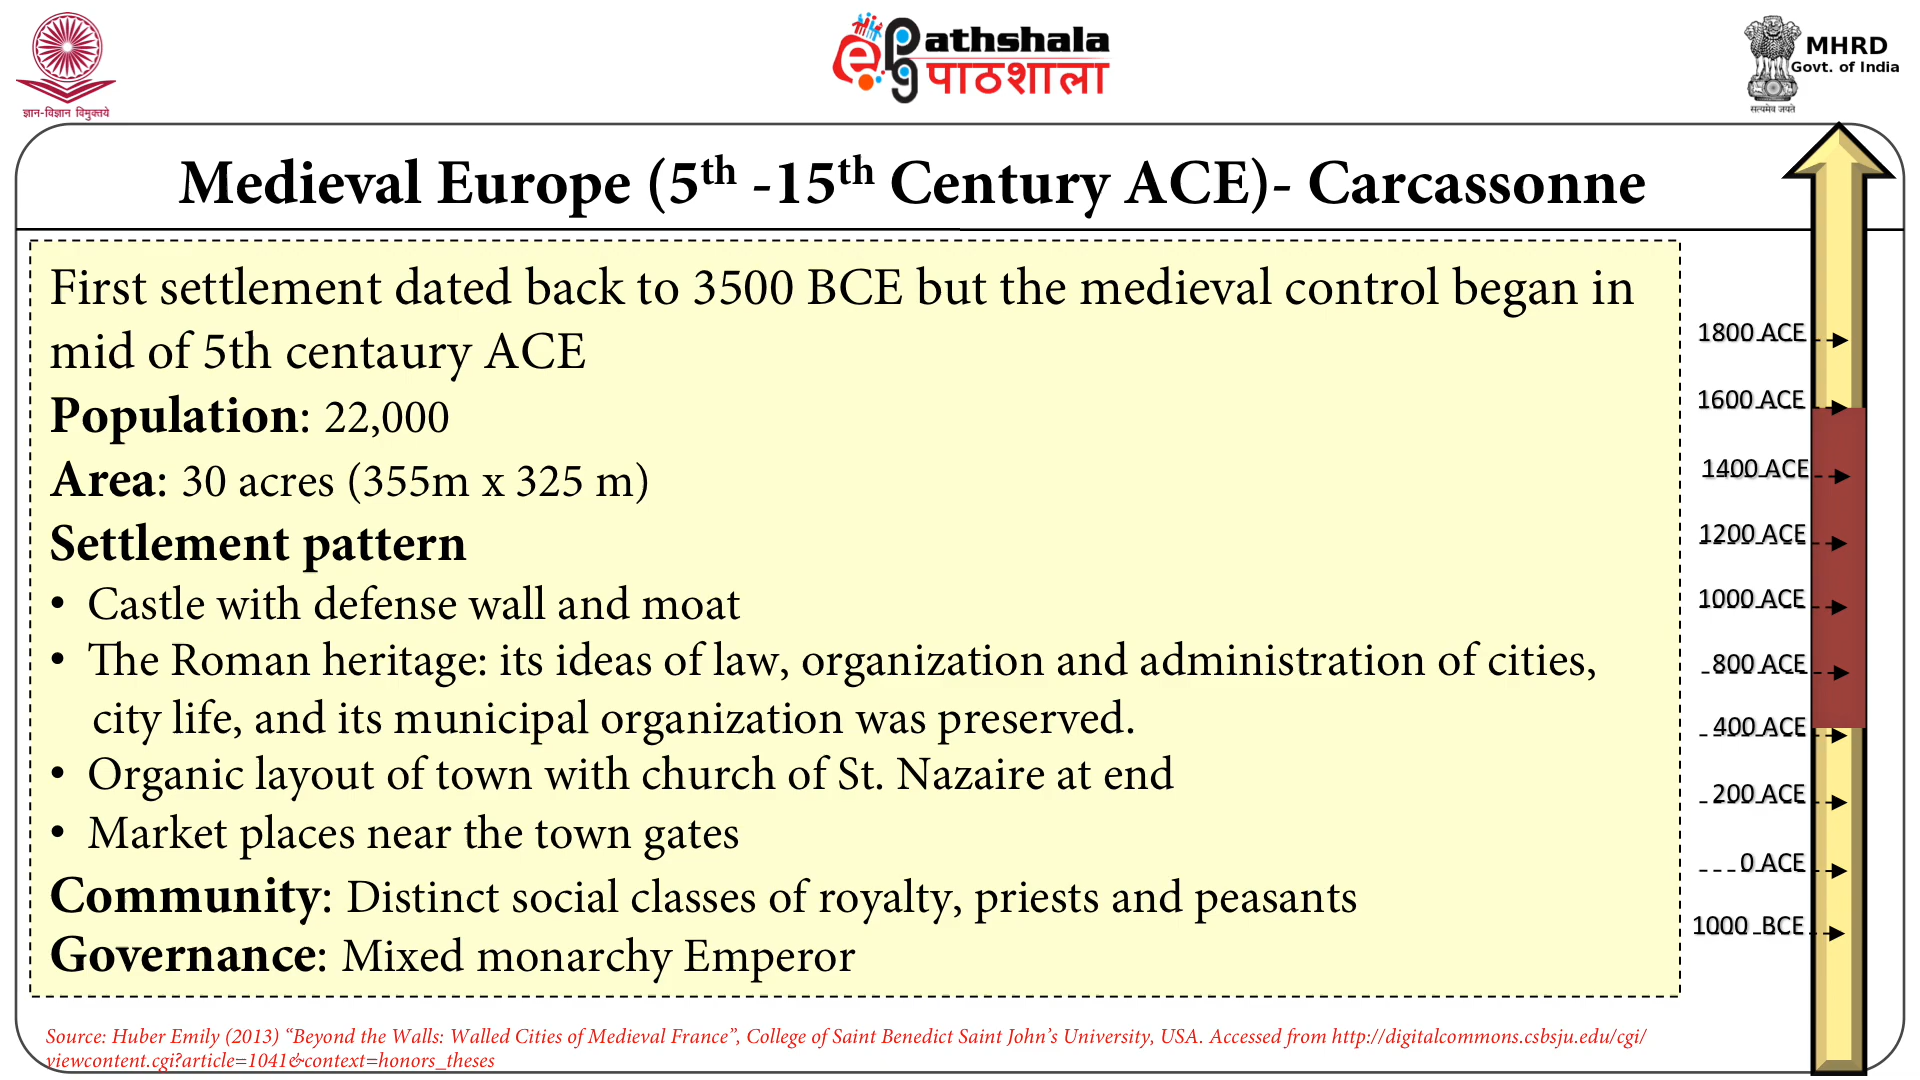 ज्ञान-विज्ञान विमुक्तये
ePathshala
पाठशाला
MHRD
Govt. of India
सत्यमेव जयते
Medieval Europe (5th -15th Century ACE)- Carcassonne
First settlement dated back to 3500 BCE but the medieval control began in
mid of 5th centaury ACE
Population: 22,000
Area: 30 acres (355m x 325 m)
Settlement pattern
• Castle with defense wall and moat
• The Roman heritage: its ideas of law, organization and administration of cities,
city life, and its municipal organization was preserved.
• Organic layout of town with church of St. Nazaire at end
• Market places near the town gates
Community: Distinct social classes of royalty, priests and peasants
Governance: Mixed monarchy Emperor
1800 ACE
1600 ACE
1400 ACE
1200 ACE
1000 ACE
800 ACE
400 ACE
200 ACE
0 ACE
1000 BCE
Source: Huber Emily (2013) “Beyond the Walls: Walled Cities of Medieval France”, College of Saint Benedict Saint John’s University, USA. Accessed from http://digitalcommons.csbsju.edu/cgi/
viewcontent.cgi?article=1041&context=honors_theses